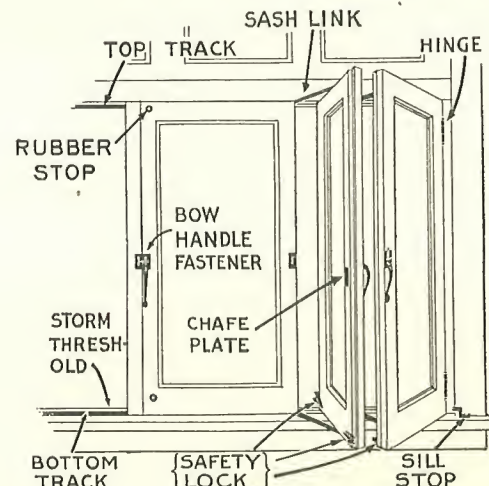 SASH LINK
TOP TRACK
HINGE
RUBBER
STOP
BOW
HANDLE
FASTENER
STORM
THRESH-
OLD
CHAFE
PLATE
BOTTOM
TRACK
{SAFETY}
{LOCK}
SILL
STOP